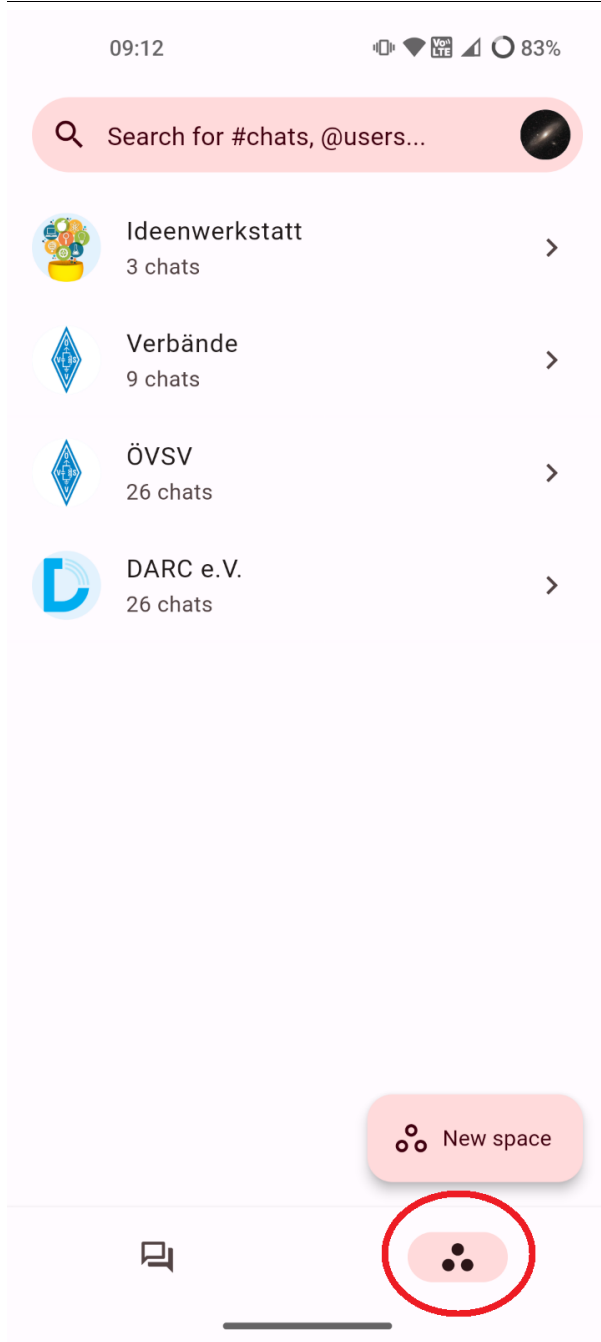 09:12
83%
Search for #chats, @users...
Ideenwerkstatt
3 chats
Verbände
9 chats
ÖVSV
26 chats
DARC e.V.
26 chats
New space